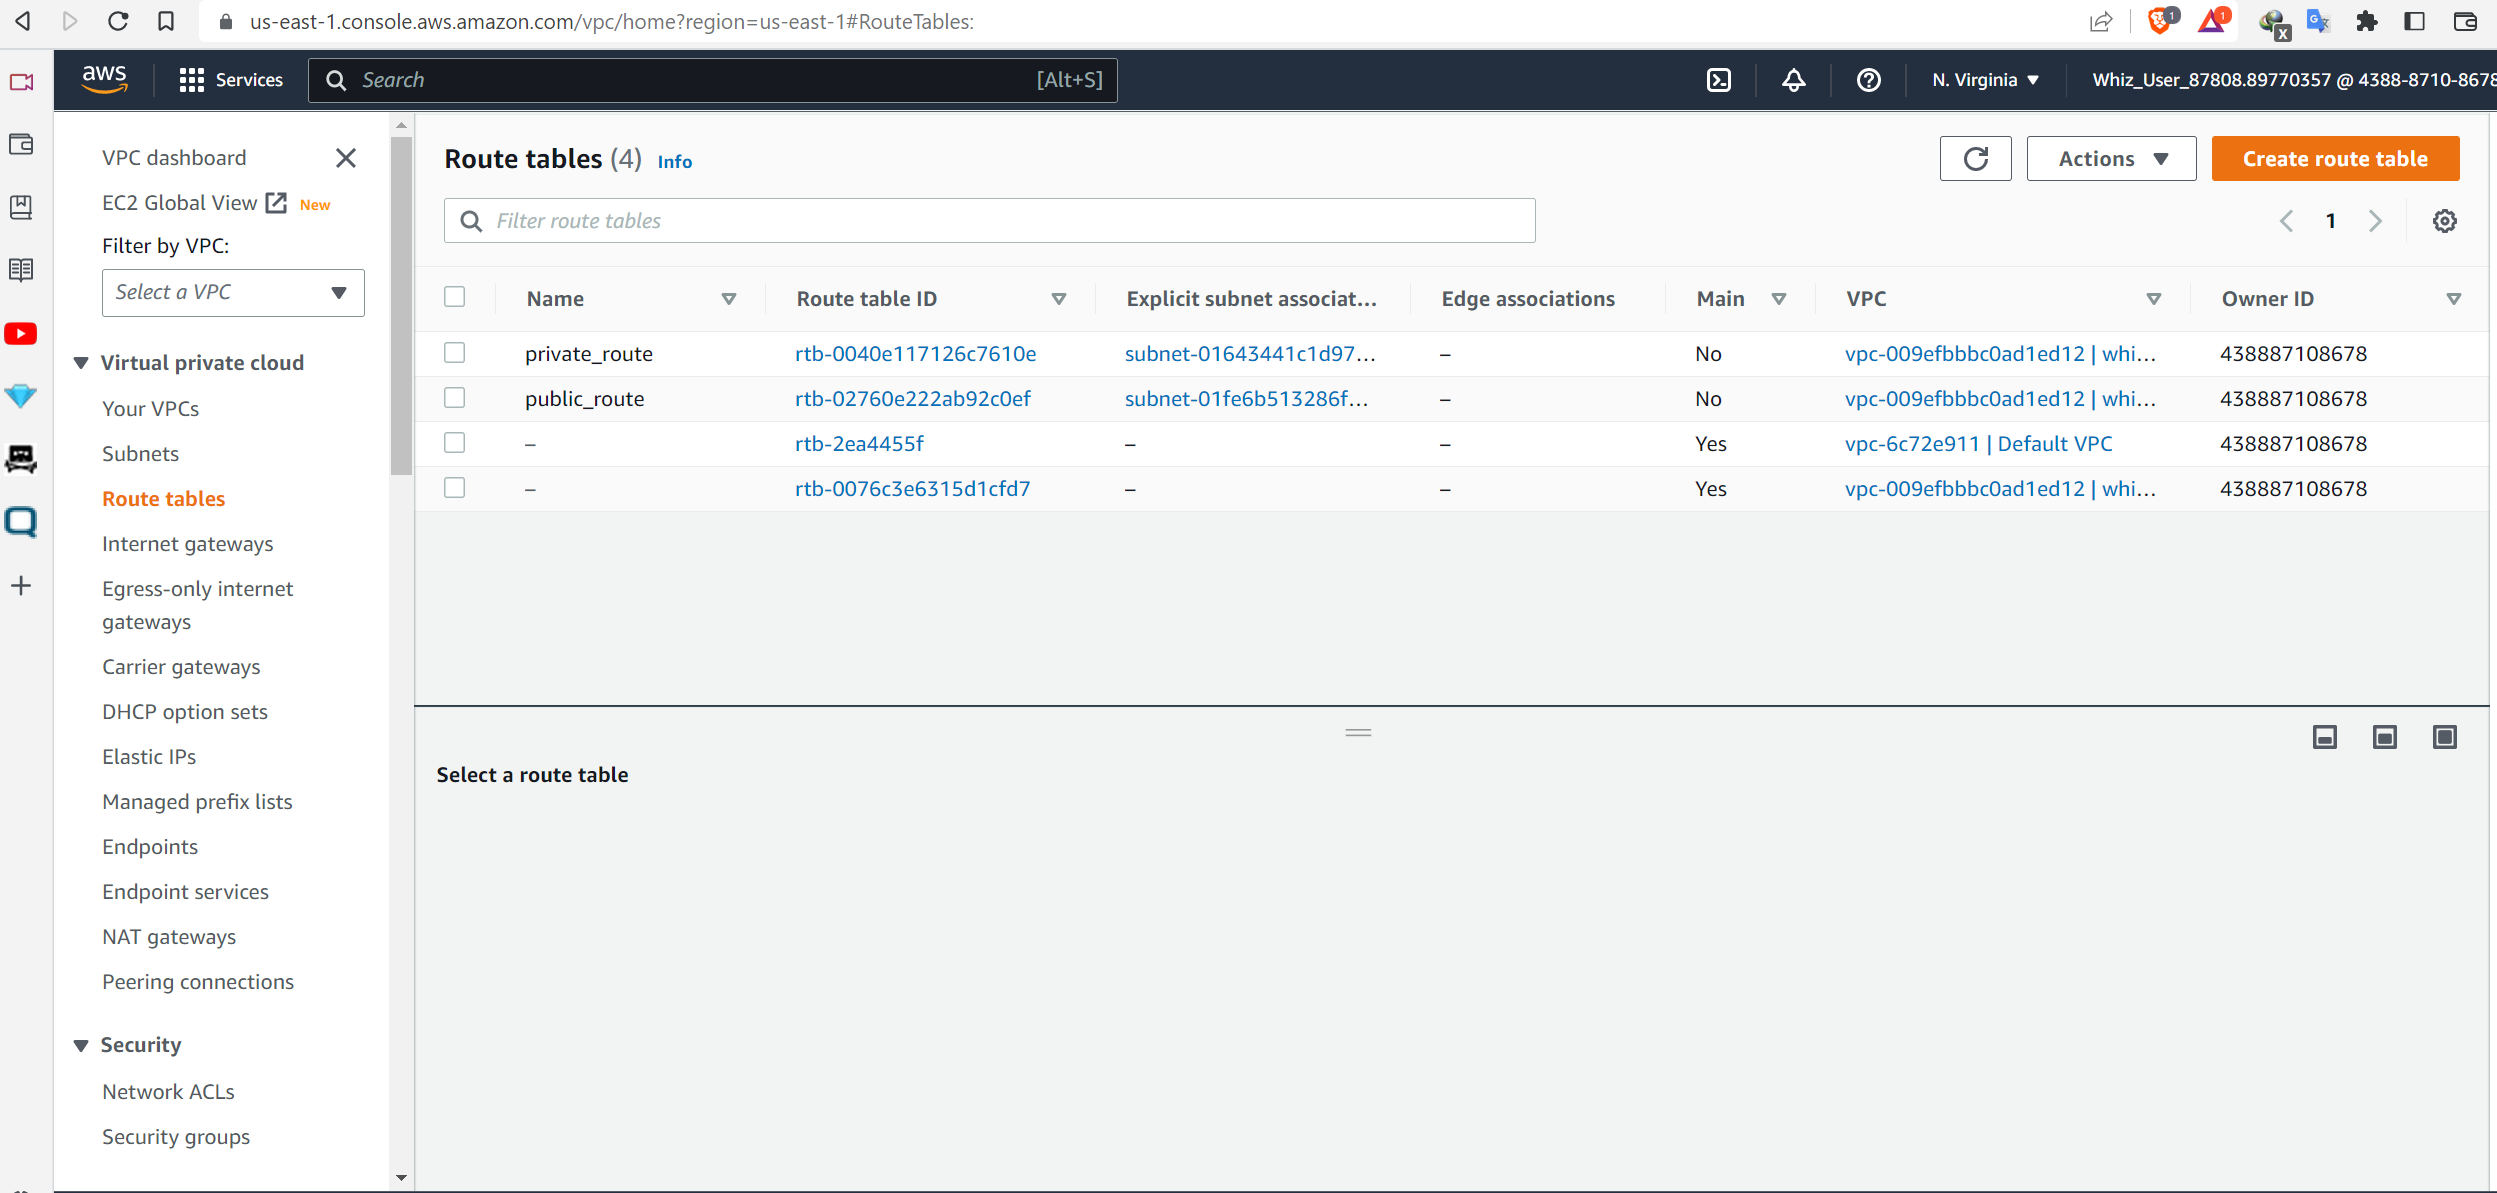 us-east-1.console.aws.amazon.com/vpc/home?region=us-east-1#RouteTables:
1
1
X
aws
Services
Search
[Alt+S]
N. Virginia
Whiz_User_87808.89770357 @ 4388-8710-8678
VPC dashboard
EC2 Global View New
Filter by VPC:
Select a VPC
Virtual private cloud
Your VPCs
Subnets
Route tables
Internet gateways
Egress-only internet
gateways
Carrier gateways
DHCP option sets
Elastic IPs
Managed prefix lists
Endpoints
Endpoint services
NAT gateways
Peering connections
Security
Network ACLs
Security groups
Route tables (4) Info
Actions
Create route table
Filter route tables
1
Name Route table ID Explicit subnet associat... Edge associations Main VPC Owner ID
private_route rtb-0040e117126c7610e subnet-01643441c1d97... – No vpc-009efbbbc0ad1ed12 | whi... 438887108678
public_route rtb-02760e222ab92c0ef subnet-01fe6b513286f... – No vpc-009efbbbc0ad1ed12 | whi... 438887108678
– rtb-2ea4455f – – Yes vpc-6c72e911 | Default VPC 438887108678
– rtb-0076c3e6315d1cfd7 – – Yes vpc-009efbbbc0ad1ed12 | whi... 438887108678
Select a route table